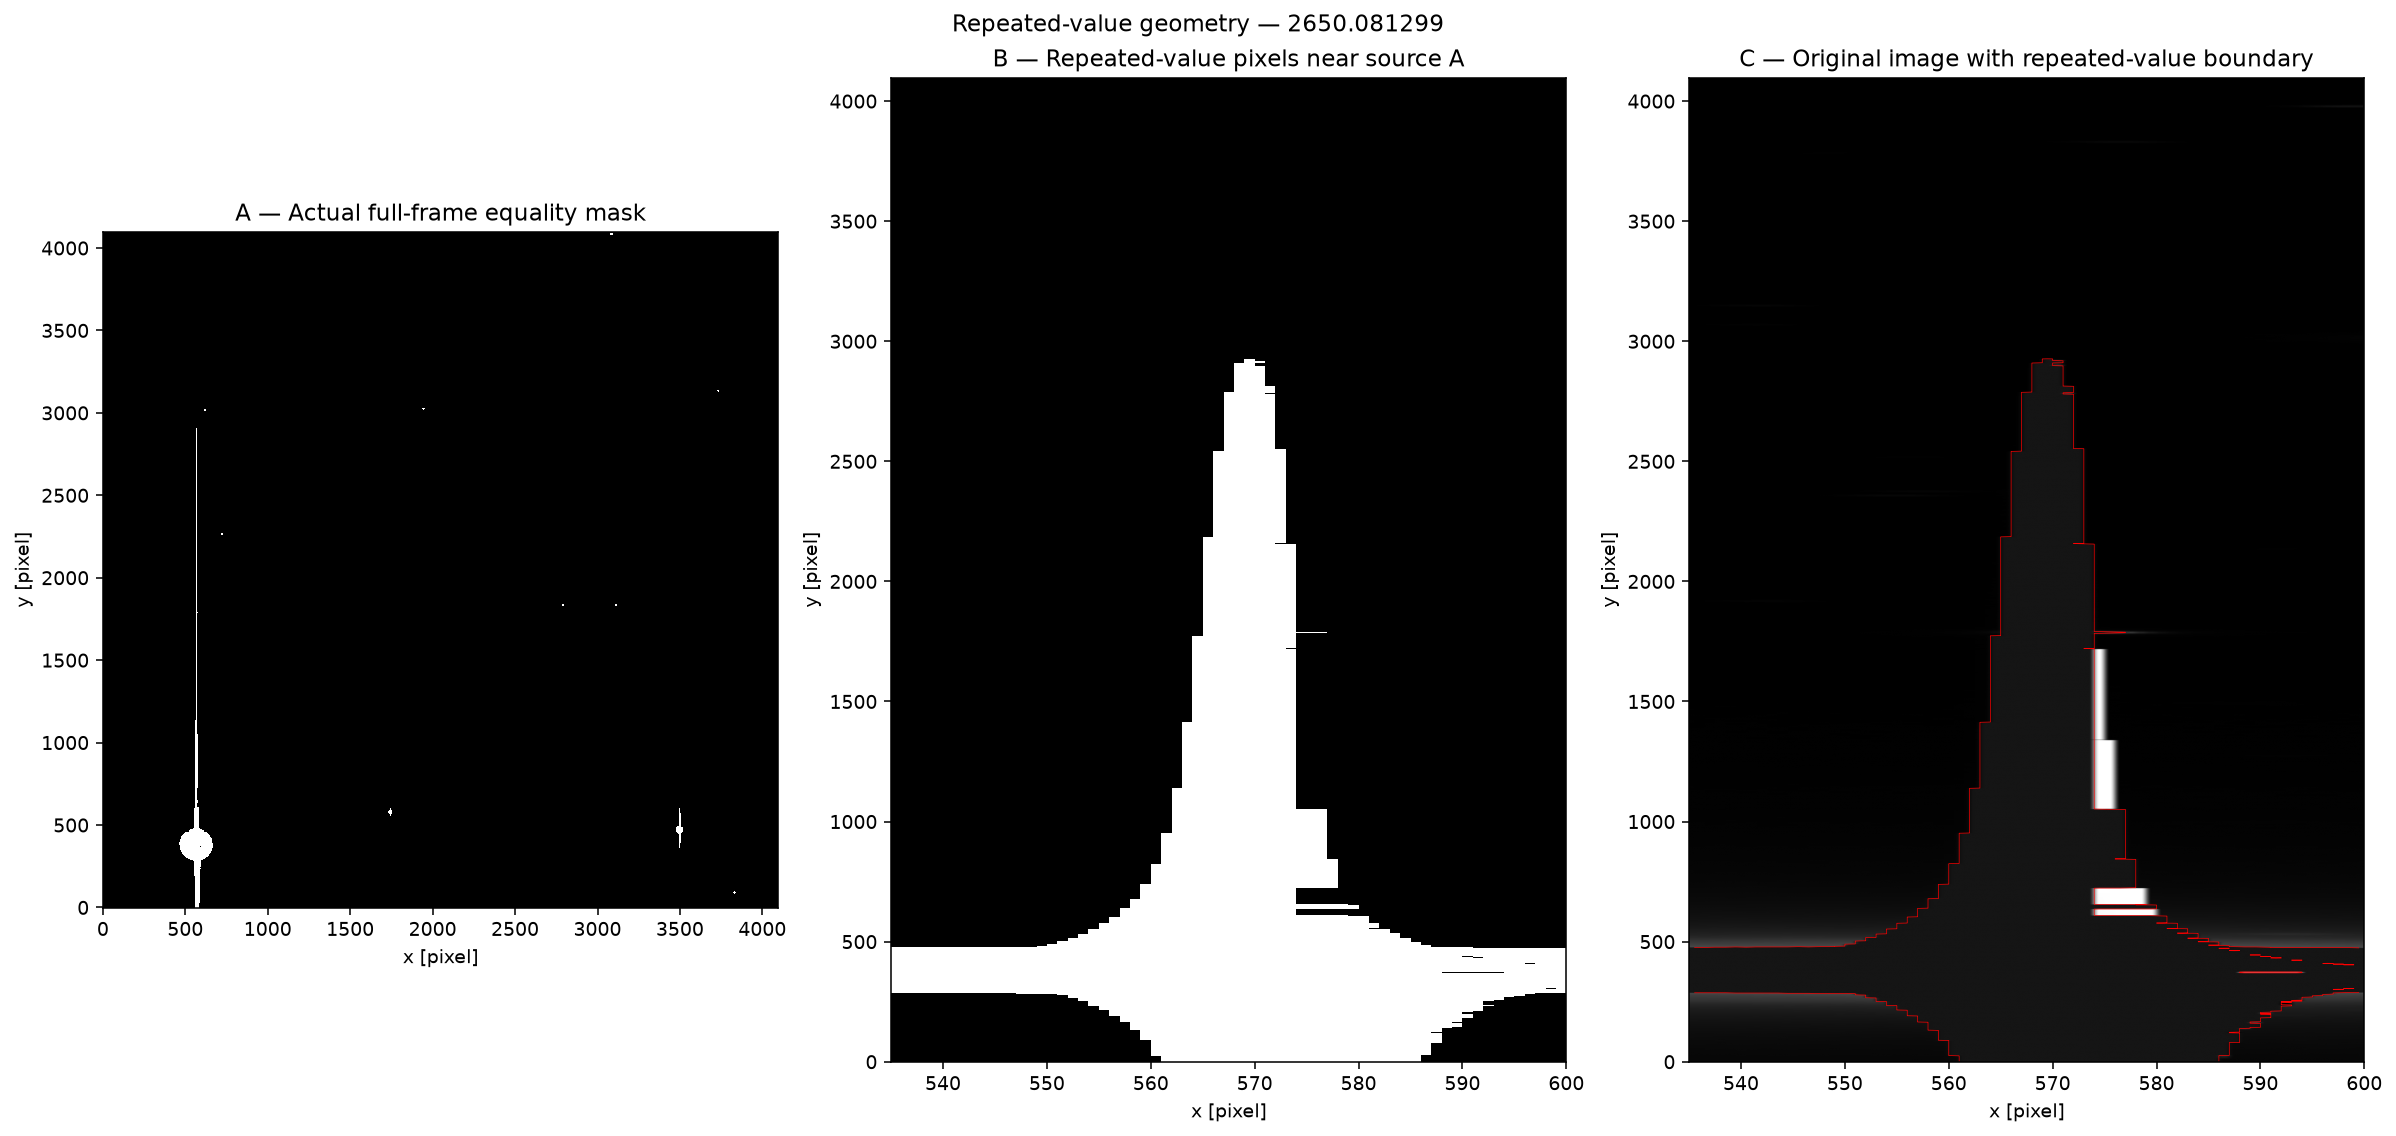 Repeated-value geometry — 2650.081299
A — Actual full-frame equality mask
4000
3500
3000
2500
2000
1500
1000
500
0
y [pixel]
0 500 1000 1500 2000 2500 3000 3500 4000
x [pixel]
B — Repeated-value pixels near source A
4000
3500
3000
2500
2000
1500
1000
500
0
y [pixel]
540 550 560 570 580 590 600
x [pixel]
C — Original image with repeated-value boundary
4000
3500
3000
2500
2000
1500
1000
500
0
y [pixel]
540 550 560 570 580 590 600
x [pixel]